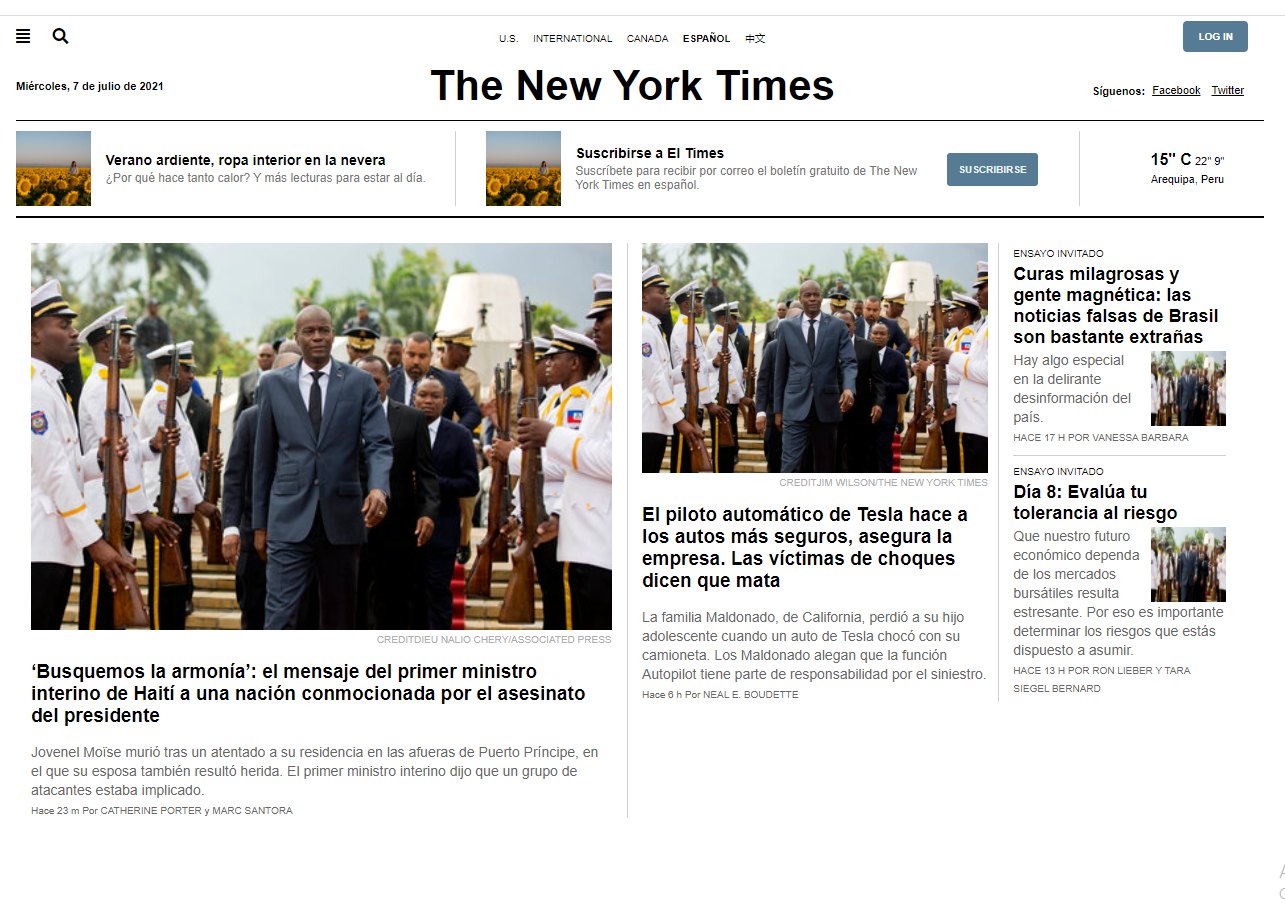 U.S. INTERNATIONAL CANADA ESPAÑOL 中文
LOG IN
Miércoles, 7 de julio de 2021
The New York Times
Síguenos: Facebook Twitter
Verano ardiente, ropa interior en la nevera
¿Por qué hace tanto calor? Y más lecturas para estar al día.
Suscribirse a El Times
Suscríbete para recibir por correo el boletín gratuito de The New
York Times en español.
SUSCRIBIRSE
15" C 22" 9"
Arequipa, Peru
CREDITDIEU NALIO CHERY/ASSOCIATED PRESS
‘Busquemos la armonía’: el mensaje del primer ministro
interino de Haití a una nación conmocionada por el asesinato
del presidente
Jovenel Moïse murió tras un atentado a su residencia en las afueras de Puerto Príncipe, en
el que su esposa también resultó herida. El primer ministro interino dijo que un grupo de
atacantes estaba implicado.
Hace 23 m Por CATHERINE PORTER y MARC SANTORA
CREDITJIM WILSON/THE NEW YORK TIMES
El piloto automático de Tesla hace a
los autos más seguros, asegura la
empresa. Las víctimas de choques
dicen que mata
La familia Maldonado, de California, perdió a su hijo
adolescente cuando un auto de Tesla chocó con su
camioneta. Los Maldonado alegan que la función
Autopilot tiene parte de responsabilidad por el siniestro.
Hace 6 h Por NEAL E. BOUDETTE
ENSAYO INVITADO
Curas milagrosas y
gente magnética: las
noticias falsas de Brasil
son bastante extrañas
Hay algo especial
en la delirante
desinformación del
país.
HACE 17 H POR VANESSA BARBARA
ENSAYO INVITADO
Día 8: Evalúa tu
tolerancia al riesgo
Que nuestro futuro
económico dependa
de los mercados
bursátiles resulta
estresante. Por eso es importante
determinar los riesgos que estás
dispuesto a asumir.
HACE 13 H POR RON LIEBER Y TARA
SIEGEL BERNARD